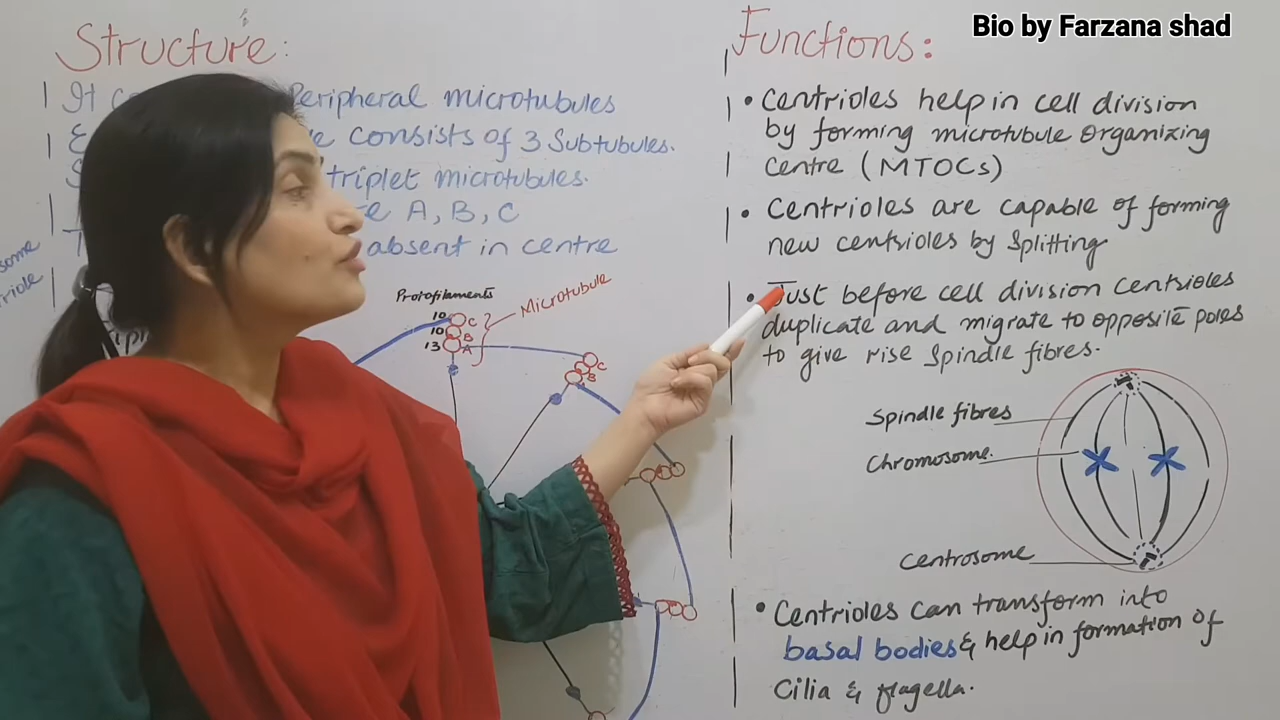 Structure:
It Peripheral microtubules
consists of 3 Subtubules.
triplet microtubules.
A, B, C
absent in centre
Protofilaments
Microtubule
10 C
10 B
13 A
C
B
Bio by Farzana shad
Functions:
• Centrioles help in cell division
by forming microtubule Organizing
Centre (MTOCs)
• Centrioles are capable of forming
new centrioles by Splitting
• Just before cell division Centrioles
duplicate and migrate to opposite poles
to give rise Spindle fibres.
Spindle fibres
Chromosome
Centrosome
• Centrioles can transform into
basal bodies & help in formation of
Cilia & flagella.